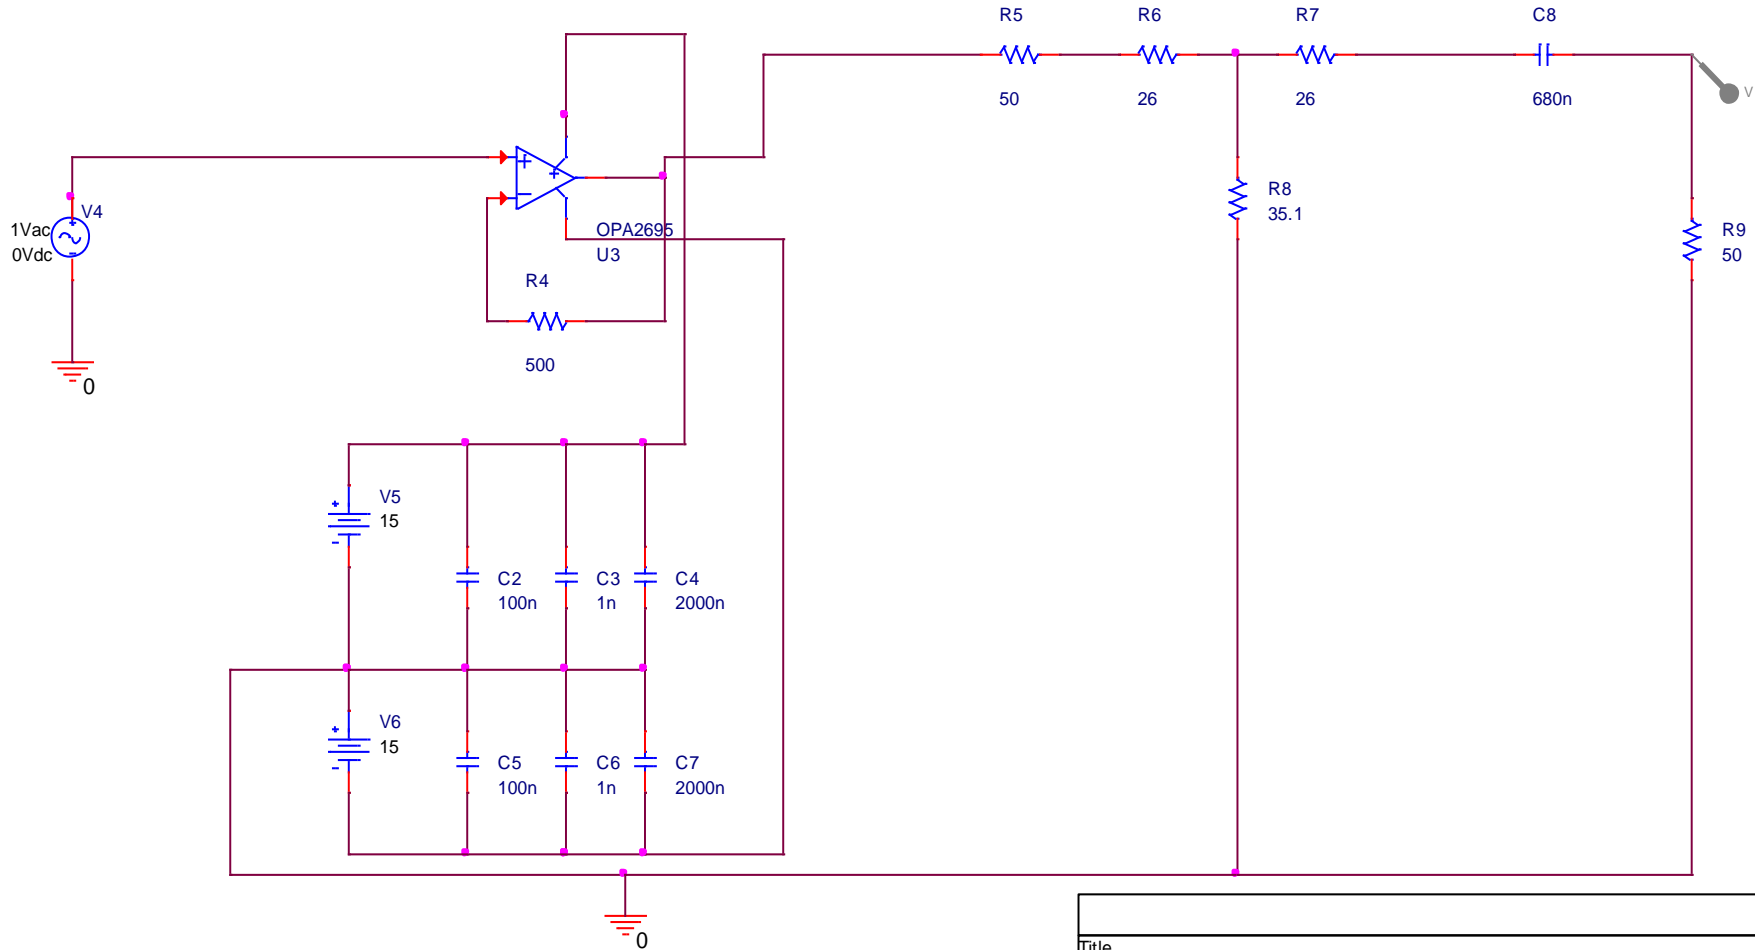 R5
R6
R7
C8
50
26
26
680n
V
V4
1Vac
0Vdc
OPA2695
U3
R8
35.1
R9
50
R4
500
0
V5
15
C2
100n
C3
1n
C4
2000n
V6
15
C5
100n
C6
1n
C7
2000n
0
Title